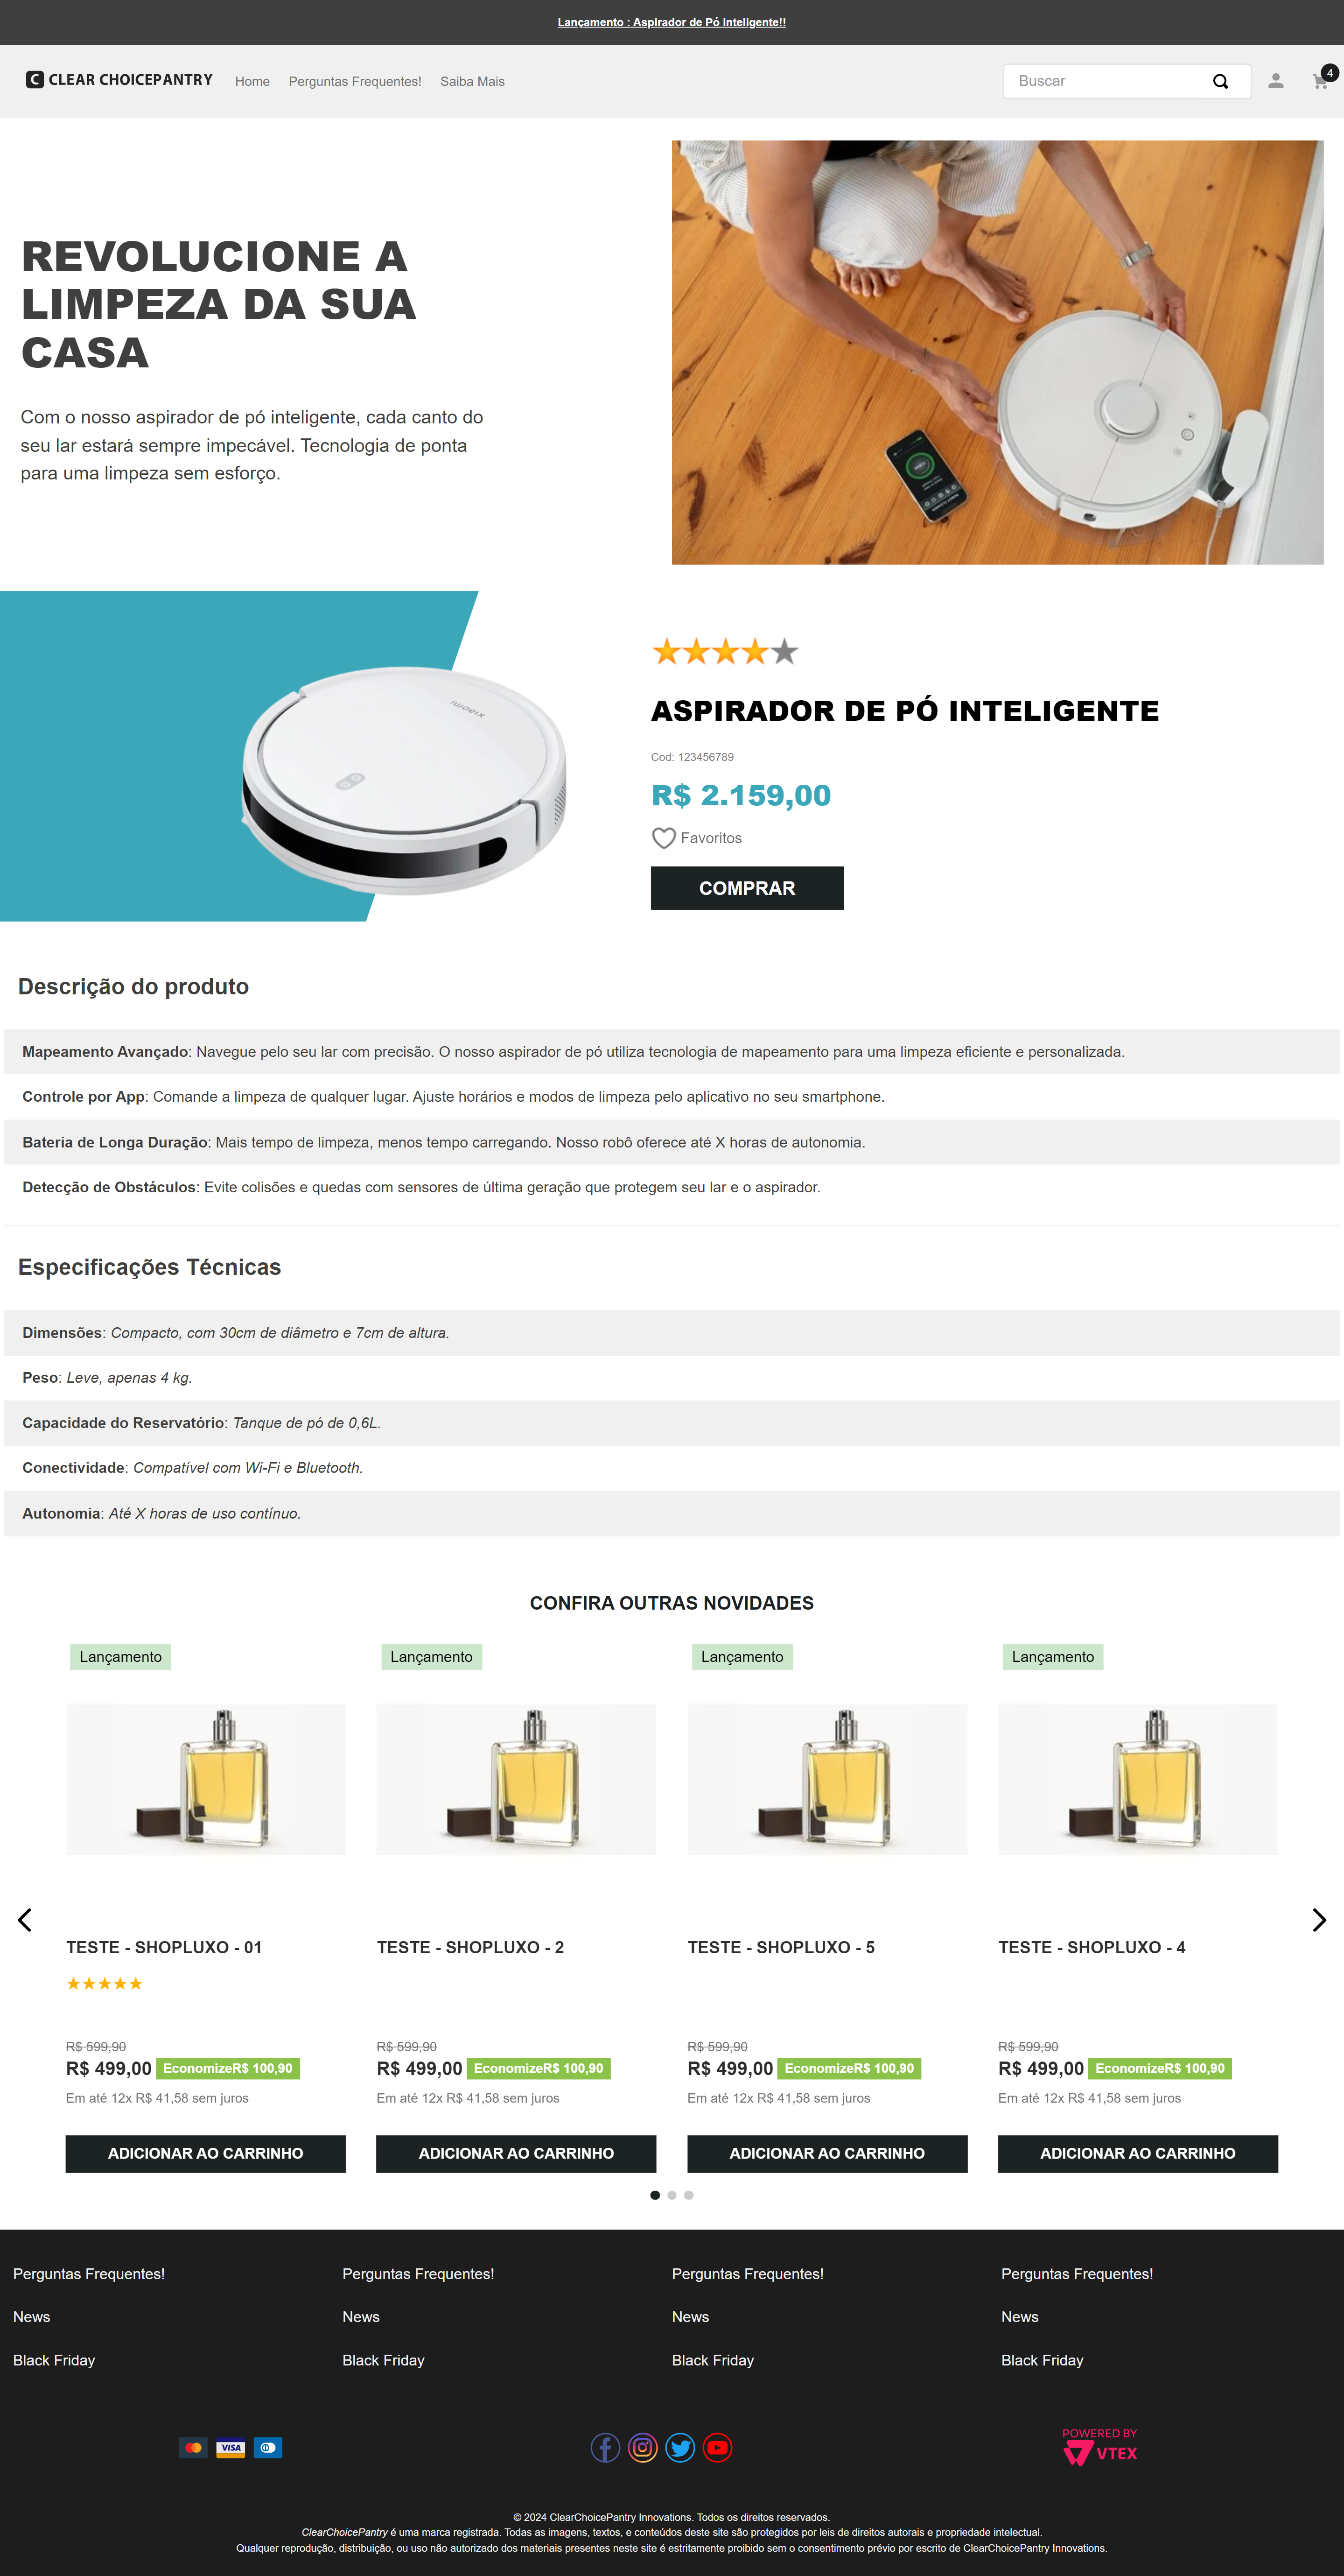 Lançamento : Aspirador de Pó Inteligente!!
C CLEAR CHOICEPANTRY
Home
Perguntas Frequentes!
Saiba Mais
Buscar
4
REVOLUCIONE A
LIMPEZA DA SUA
CASA
Com o nosso aspirador de pó inteligente, cada canto do
seu lar estará sempre impecável. Tecnologia de ponta
para uma limpeza sem esforço.
xiaomi
ASPIRADOR DE PÓ INTELIGENTE
Cod: 123456789
R$ 2.159,00
Favoritos
COMPRAR
Descrição do produto
Mapeamento Avançado: Navegue pelo seu lar com precisão. O nosso aspirador de pó utiliza tecnologia de mapeamento para uma limpeza eficiente e personalizada.
Controle por App: Comande a limpeza de qualquer lugar. Ajuste horários e modos de limpeza pelo aplicativo no seu smartphone.
Bateria de Longa Duração: Mais tempo de limpeza, menos tempo carregando. Nosso robô oferece até X horas de autonomia.
Detecção de Obstáculos: Evite colisões e quedas com sensores de última geração que protegem seu lar e o aspirador.
Especificações Técnicas
Dimensões: Compacto, com 30cm de diâmetro e 7cm de altura.
Peso: Leve, apenas 4 kg.
Capacidade do Reservatório: Tanque de pó de 0,6L.
Conectividade: Compatível com Wi-Fi e Bluetooth.
Autonomia: Até X horas de uso contínuo.
CONFIRA OUTRAS NOVIDADES
Lançamento
Lançamento
Lançamento
Lançamento
TESTE - SHOPLUXO - 01
TESTE - SHOPLUXO - 2
TESTE - SHOPLUXO - 5
TESTE - SHOPLUXO - 4
R$ 599,90
R$ 599,90
R$ 599,90
R$ 599,90
R$ 499,00 EconomizeR$ 100,90
R$ 499,00 EconomizeR$ 100,90
R$ 499,00 EconomizeR$ 100,90
R$ 499,00 EconomizeR$ 100,90
Em até 12x R$ 41,58 sem juros
Em até 12x R$ 41,58 sem juros
Em até 12x R$ 41,58 sem juros
Em até 12x R$ 41,58 sem juros
ADICIONAR AO CARRINHO
ADICIONAR AO CARRINHO
ADICIONAR AO CARRINHO
ADICIONAR AO CARRINHO
Perguntas Frequentes!
Perguntas Frequentes!
Perguntas Frequentes!
Perguntas Frequentes!
News
News
News
News
Black Friday
Black Friday
Black Friday
Black Friday
VISA
POWERED BY
VTEX
© 2024 ClearChoicePantry Innovations. Todos os direitos reservados.
ClearChoicePantry é uma marca registrada. Todas as imagens, textos, e conteúdos deste site são protegidos por leis de direitos autorais e propriedade intelectual.
Qualquer reprodução, distribuição, ou uso não autorizado dos materiais presentes neste site é estritamente proibido sem o consentimento prévio por escrito de ClearChoicePantry Innovations.